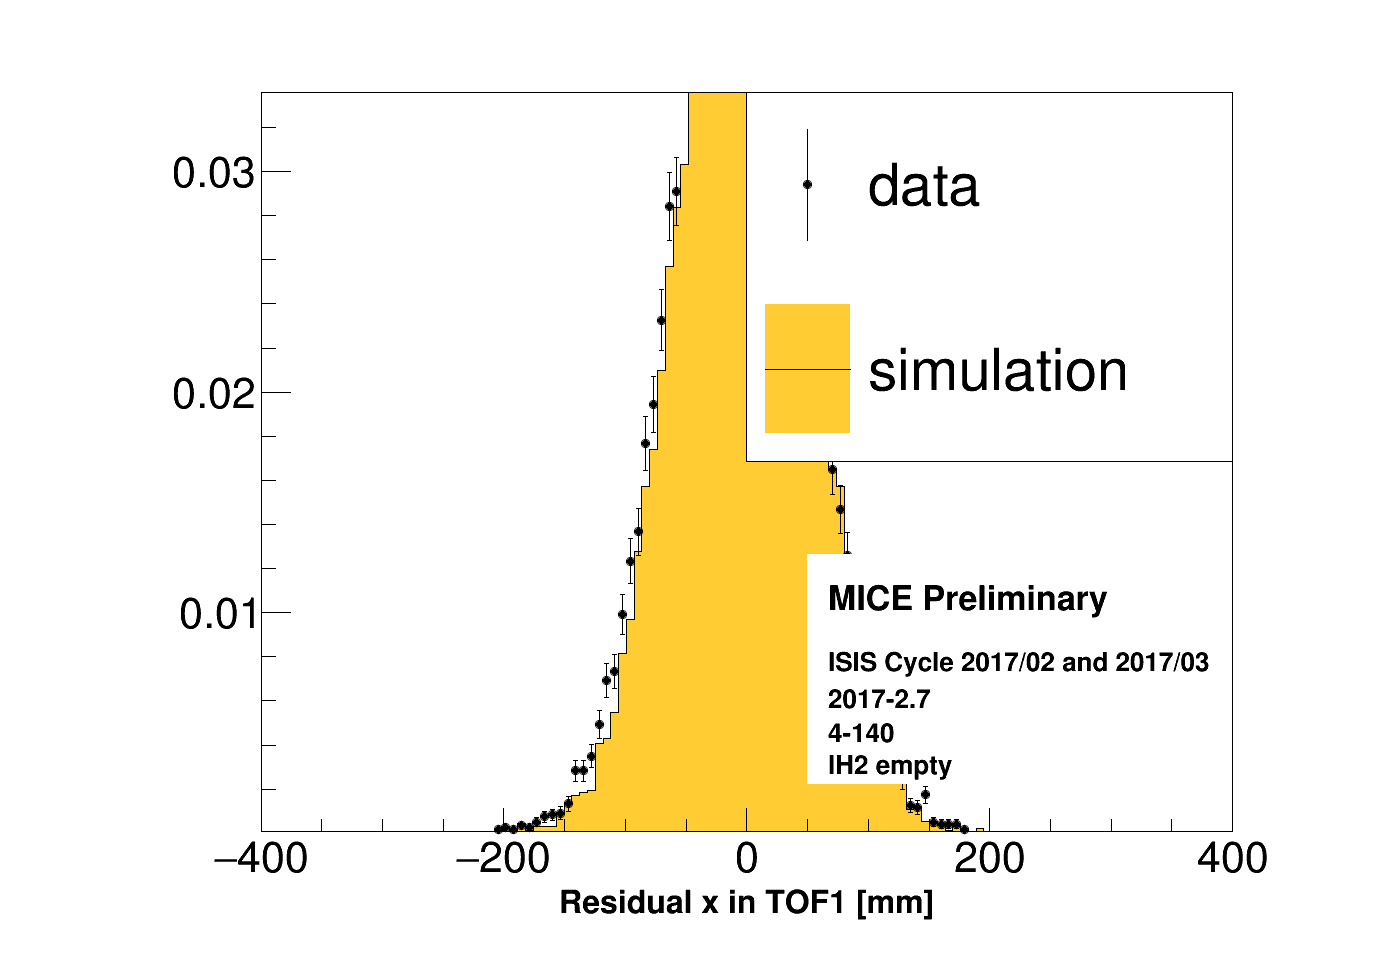 0.03
0.02
0.01
data
simulation
MICE Preliminary
ISIS Cycle 2017/02 and 2017/03
2017-2.7
4-140
IH2 empty
−400 −200 0 200 400
Residual x in TOF1 [mm]